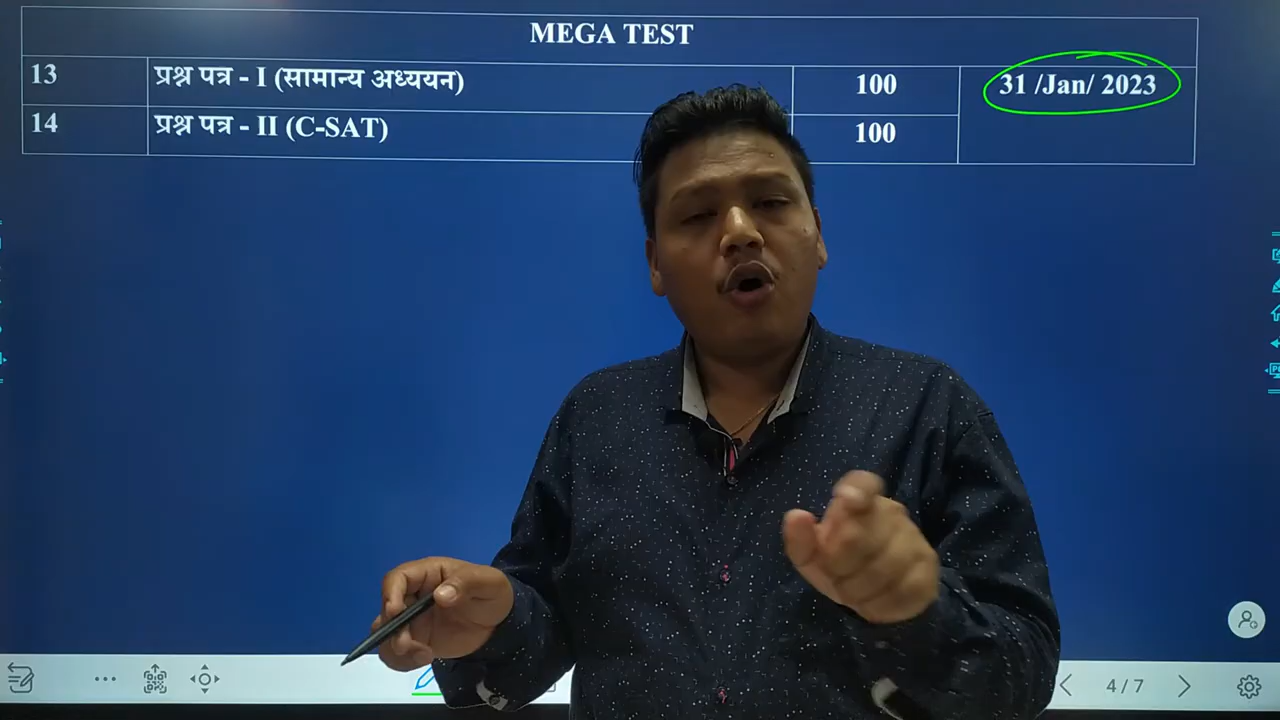 MEGA TEST
13 प्रश्न पत्र - I (सामान्य अध्ययन) 100 31 /Jan/ 2023
14 प्रश्न पत्र - II (C-SAT) 100
4 / 7